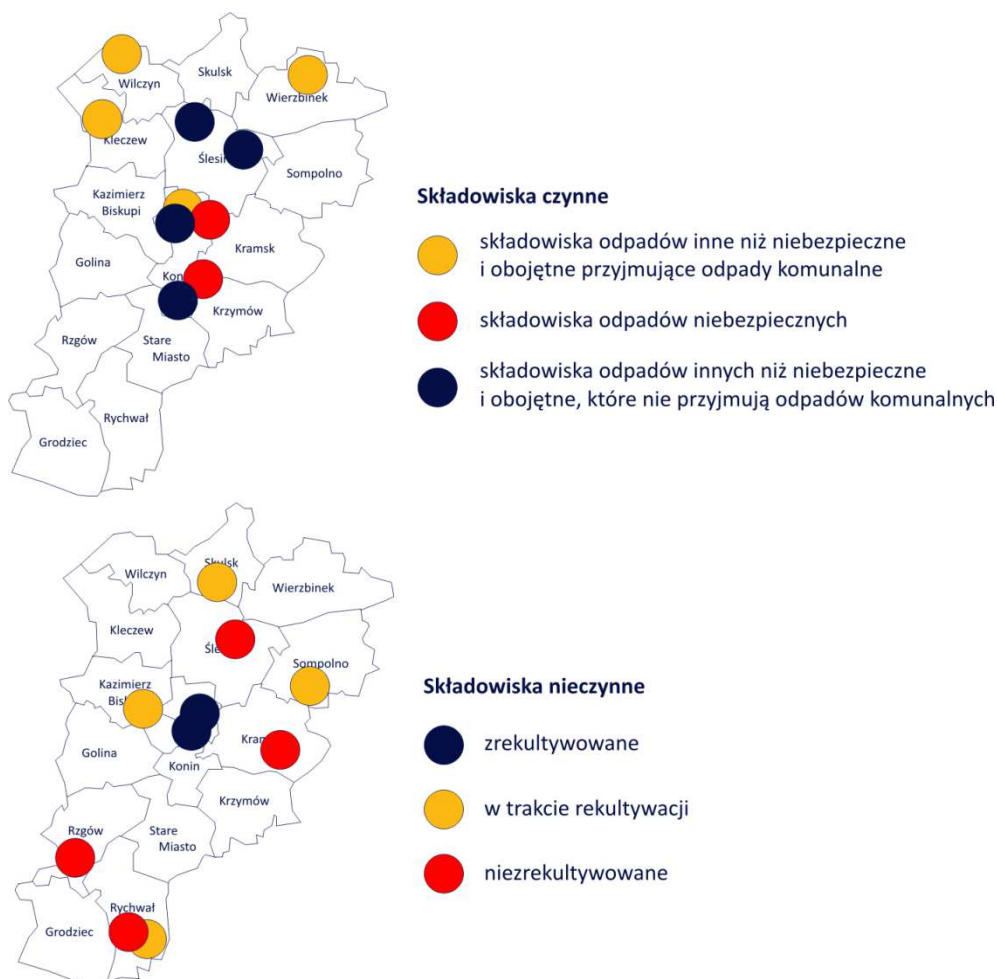 Skulsk
Wilczyn
Wierzbinek
Kleczew
Ślesin
Sompolno
Kazimierz
Biskupi
Kramsk
Golina
Krzymów
Rzgów
Stare
Miasto
Rychwał
Grodziec
Składowiska czynne
składowiska odpadów inne niż niebezpieczne
i obojętne przyjmujące odpady komunalne
składowiska odpadów niebezpiecznych
składowiska odpadów innych niż niebezpieczne
i obojętne, które nie przyjmują odpadów komunalnych
Skulsk
Wilczyn
Wierzbinek
Kleczew
Sompolno
Kazimierz
Golina
Konin
Krzymów
Rzgów
Stare
Miasto
Rychwał
Grodziec
Składowiska nieczynne
zrekultywowane
w trakcie rekultywacji
niezrekultywowane